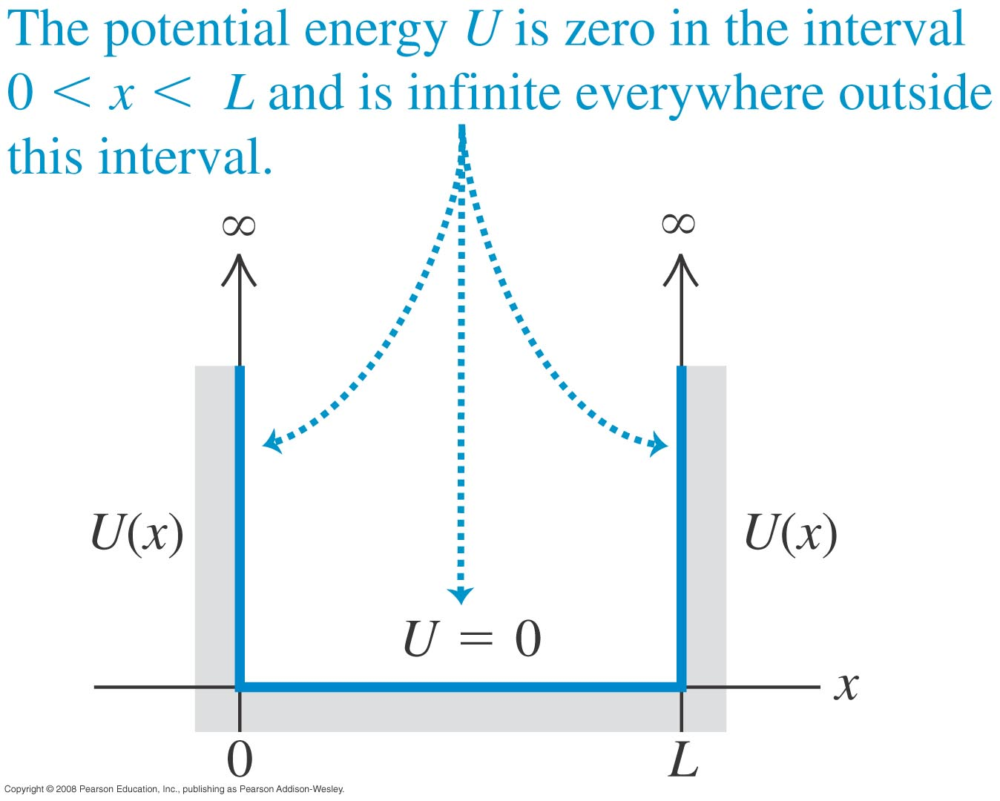 The potential energy U is zero in the interval
0 < x < L and is infinite everywhere outside
this interval.
∞ ∞
U(x) U(x)
U = 0
x
0 L
Copyright © 2008 Pearson Education, Inc., publishing as Pearson Addison-Wesley.